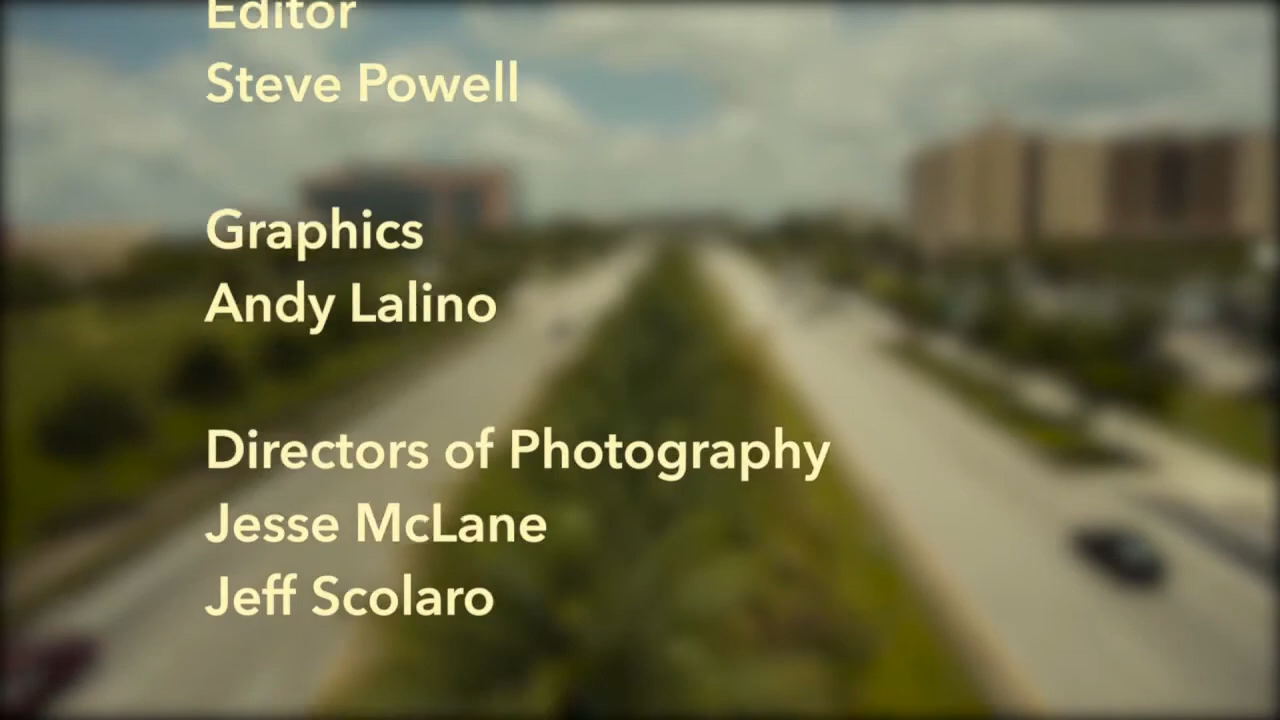 Editor
Steve Powell
Graphics
Andy Lalino
Directors of Photography
Jesse McLane
Jeff Scolaro